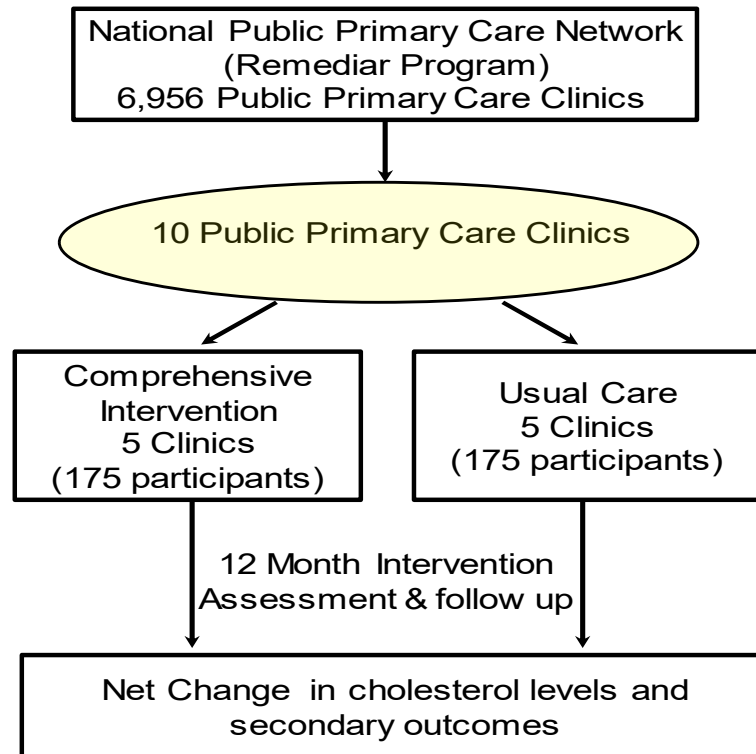 National Public Primary Care Network
(Remediar Program)
6,956 Public Primary Care Clinics
10 Public Primary Care Clinics
Comprehensive
Intervention
5 Clinics
(175 participants)
Usual Care
5 Clinics
(175 participants)
12 Month Intervention
Assessment & follow up
Net Change in cholesterol levels and
secondary outcomes